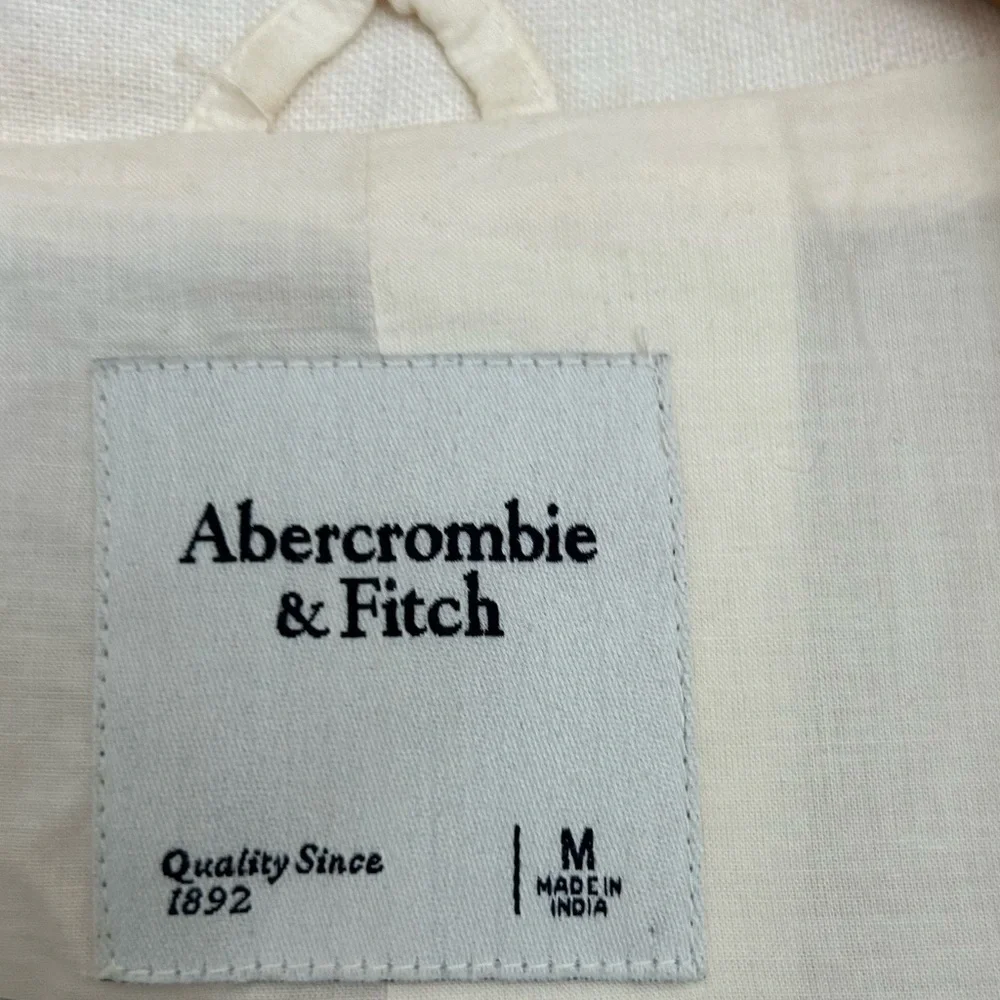 Abercrombie
& Fitch
Quality Since
1892
M
MADE IN
INDIA